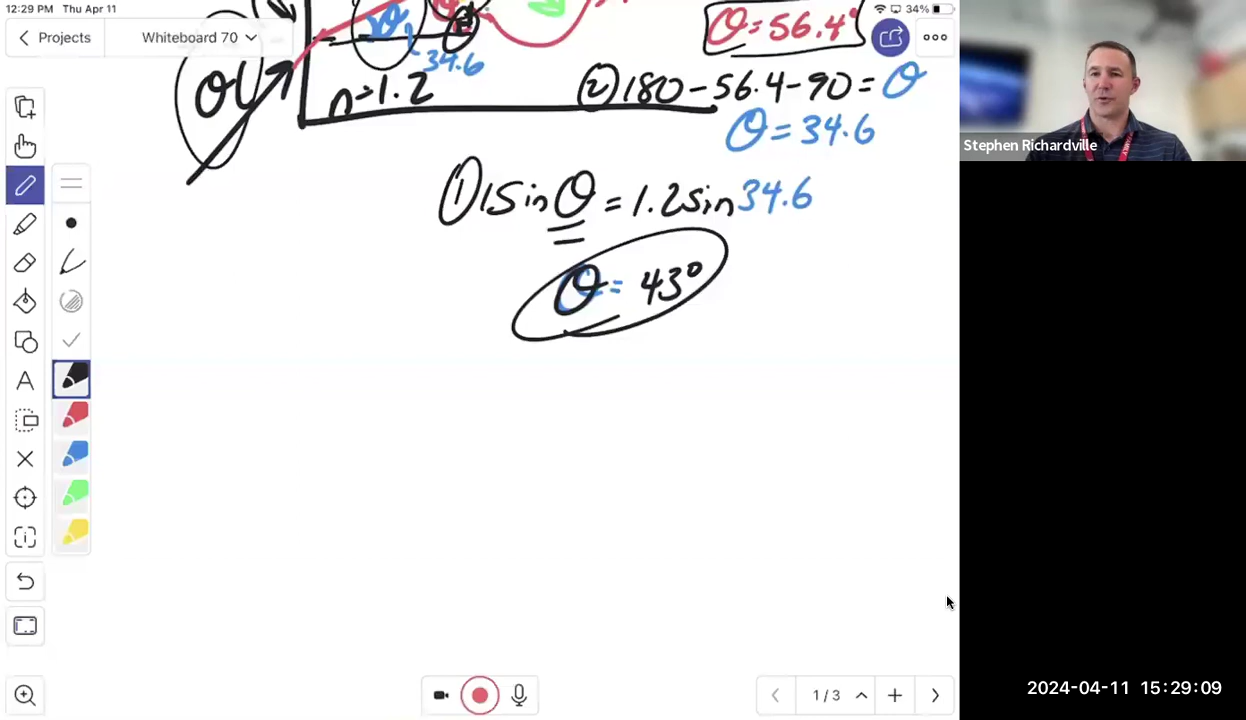 12:29 PM Thu Apr 11
34%
Projects
Whiteboard 70
θ=56.4°
34.6
n=1.2
② 180-56.4-90=θ
θ=34.6
① 1sinθ=1.2sin34.6
θ=43°
Stephen Richardville
A
1/3
2024-04-11 15:29:09